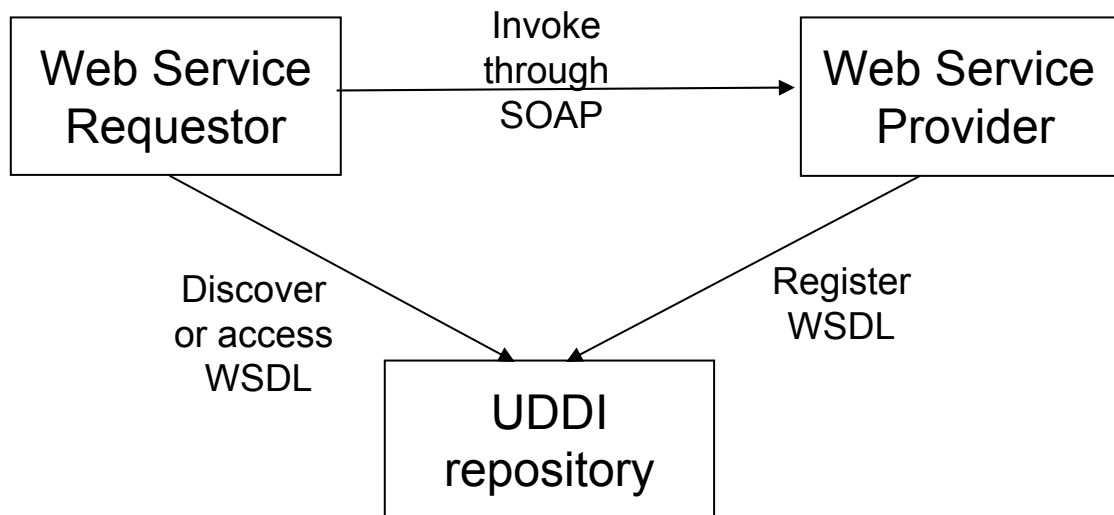 Web Service
Requestor
Invoke
through
SOAP
Web Service
Provider
Discover
or access
WSDL
Register
WSDL
UDDI
repository